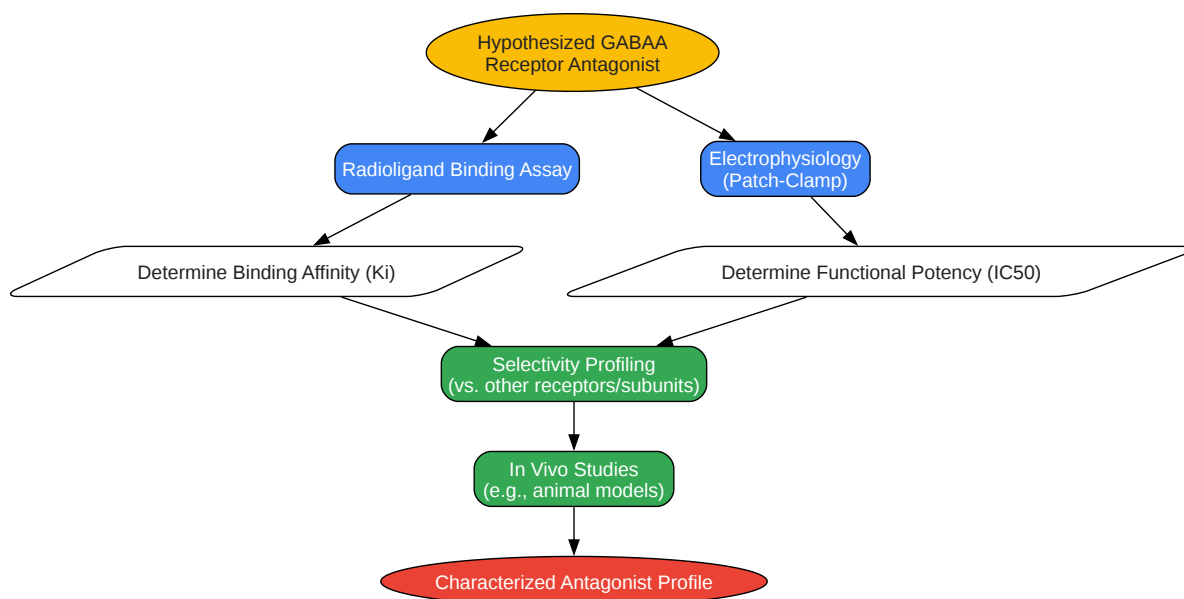 Hypothesized GABAA
Receptor Antagonist
Radioligand Binding Assay
Electrophysiology
(Patch-Clamp)
Determine Binding Affinity (Ki)
Determine Functional Potency (IC50)
Selectivity Profiling
(vs. other receptors/subunits)
In Vivo Studies
(e.g., animal models)
Characterized Antagonist Profile